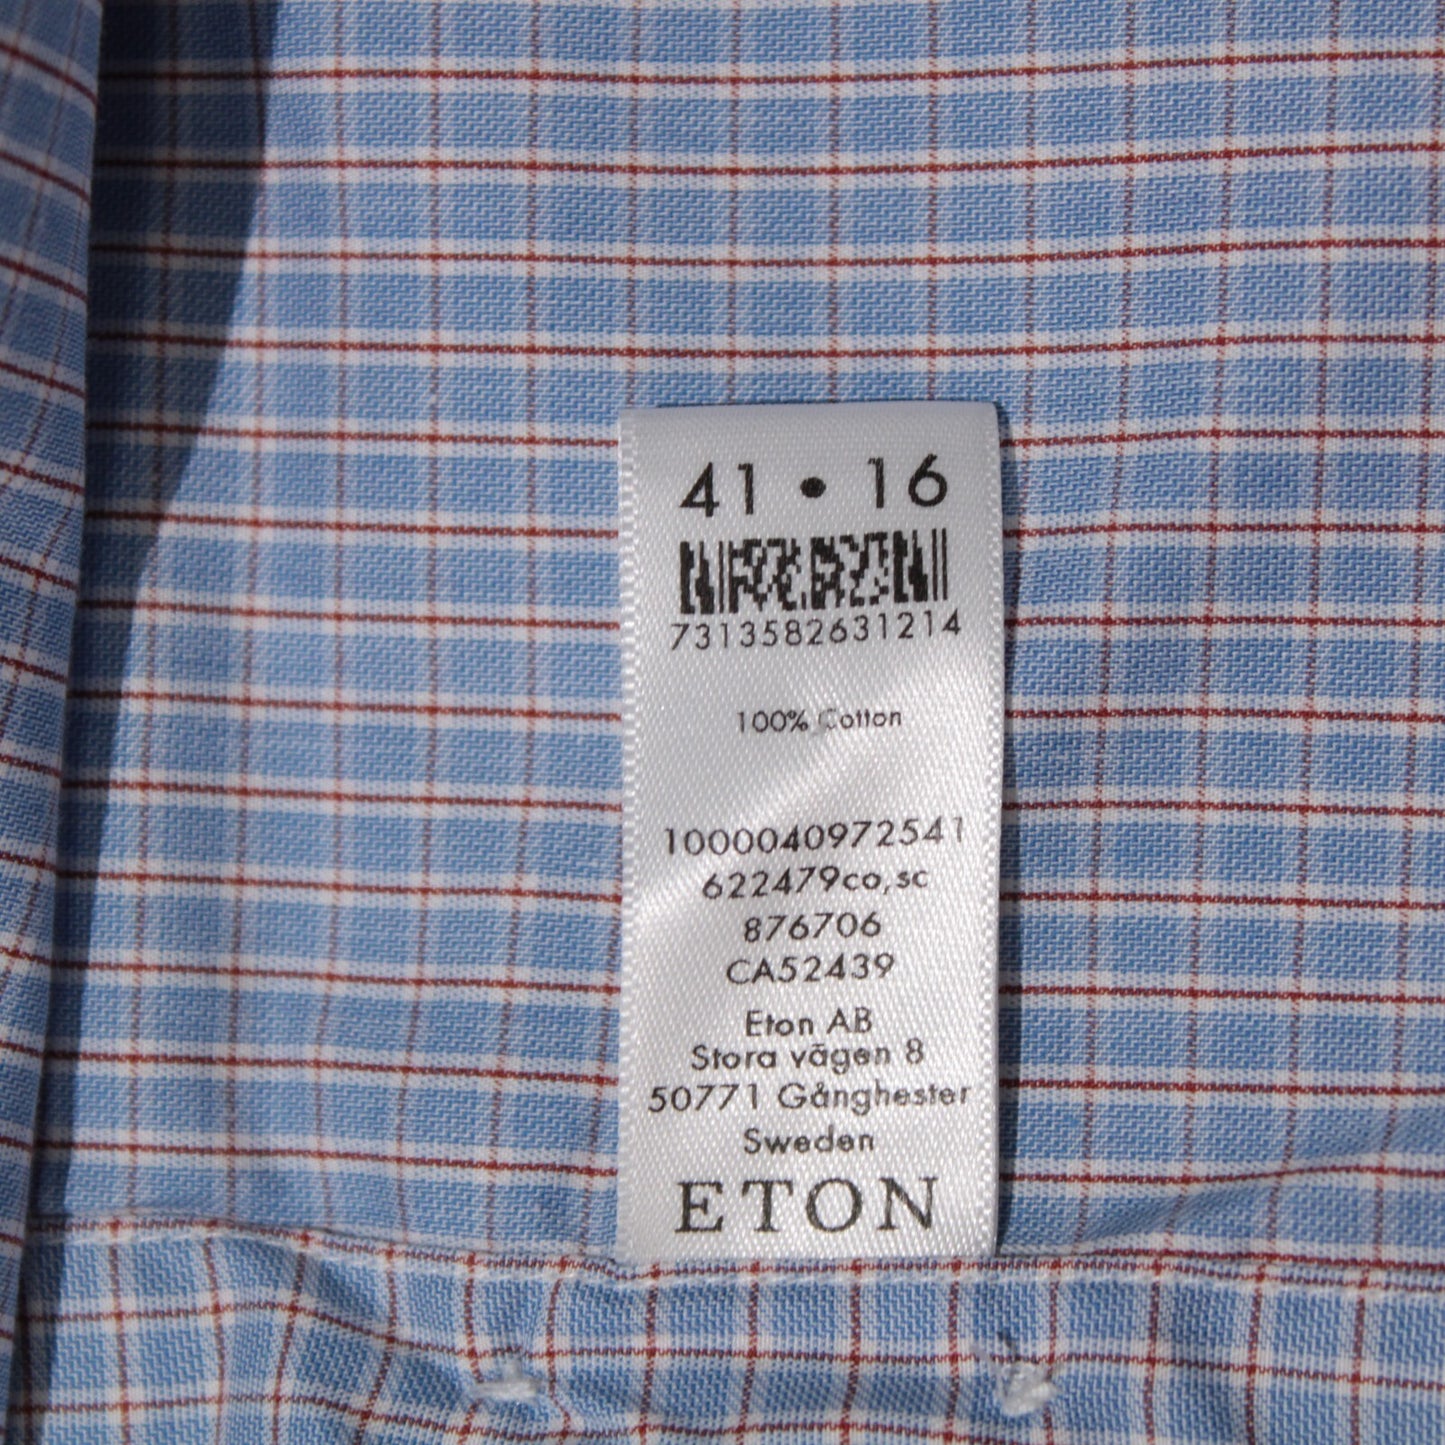 41 • 16
7313582631214
100% Cotton
1000040972541
622479co,sc
876706
CA52439
Eton AB
Stora vägen 8
50771 Gånghester
Sweden
ETON